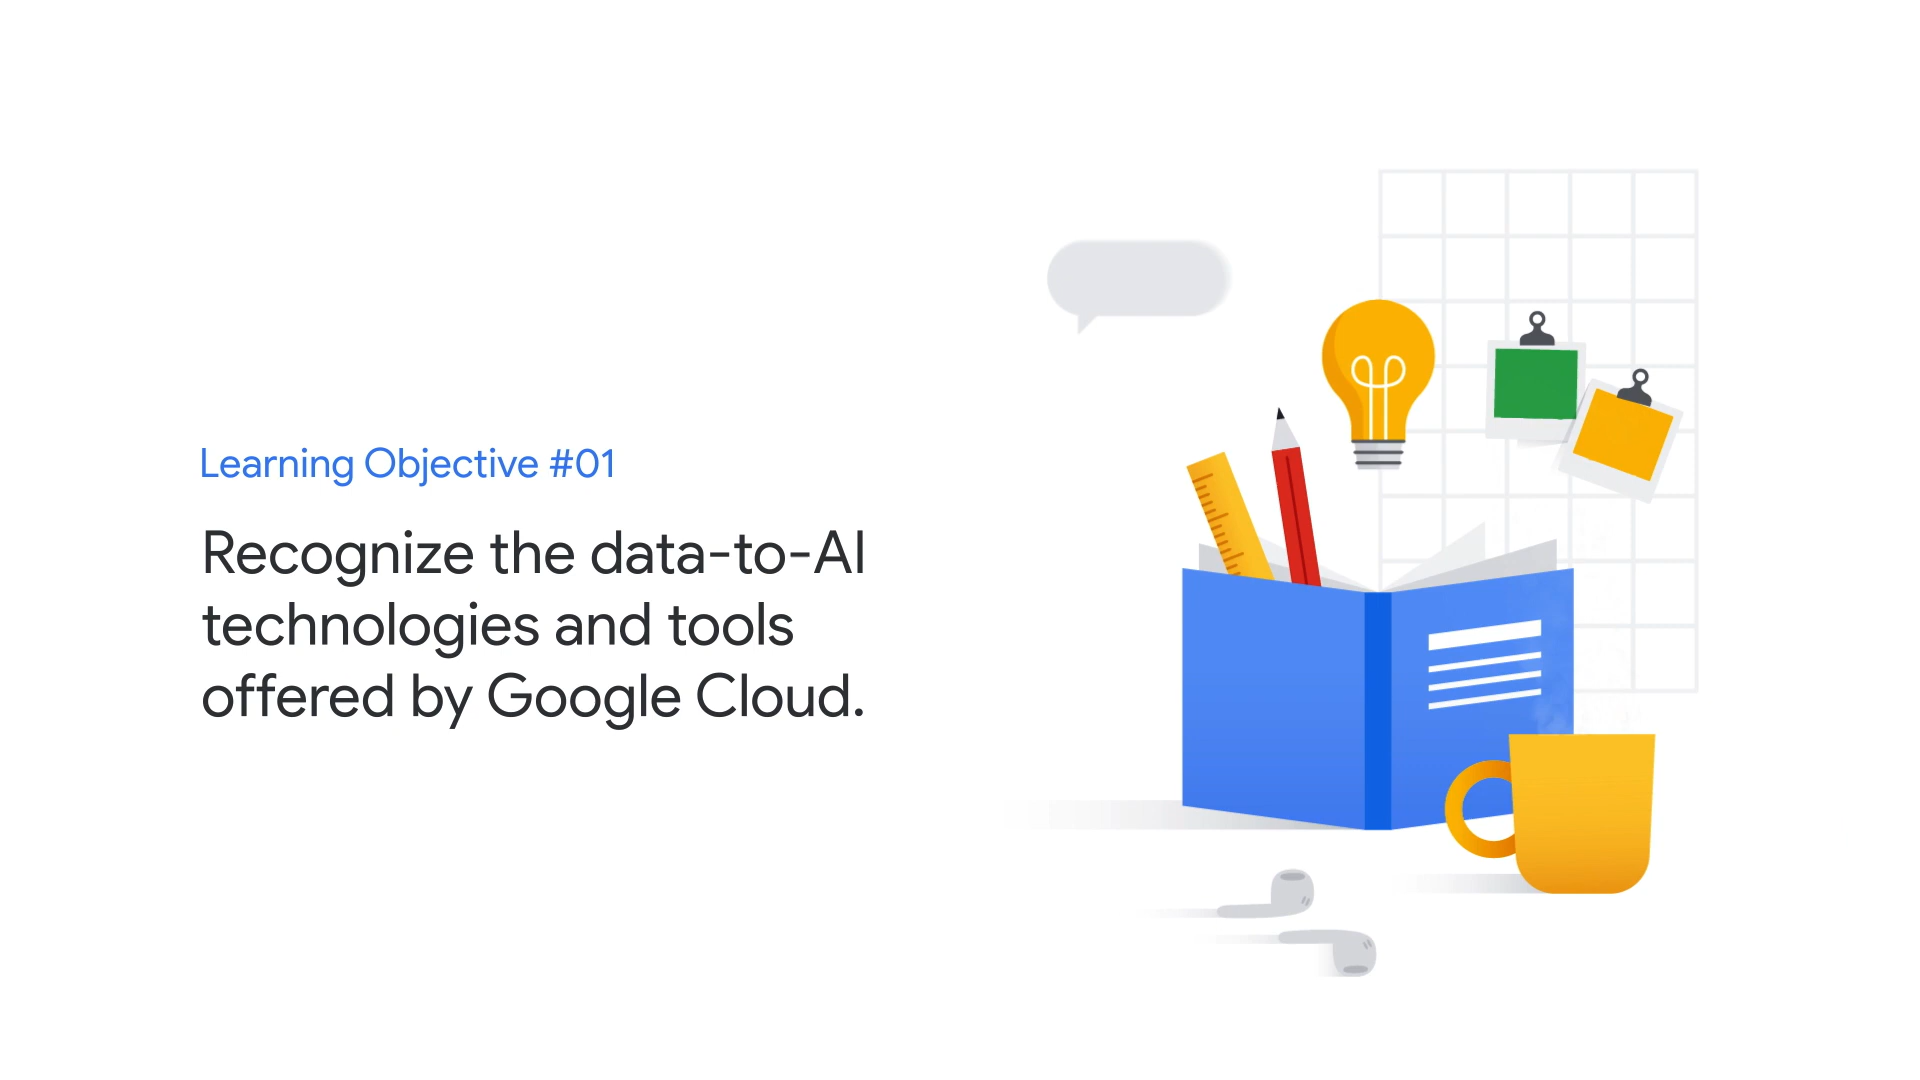 Learning Objective #01
Recognize the data-to-AI
technologies and tools
offered by Google Cloud.